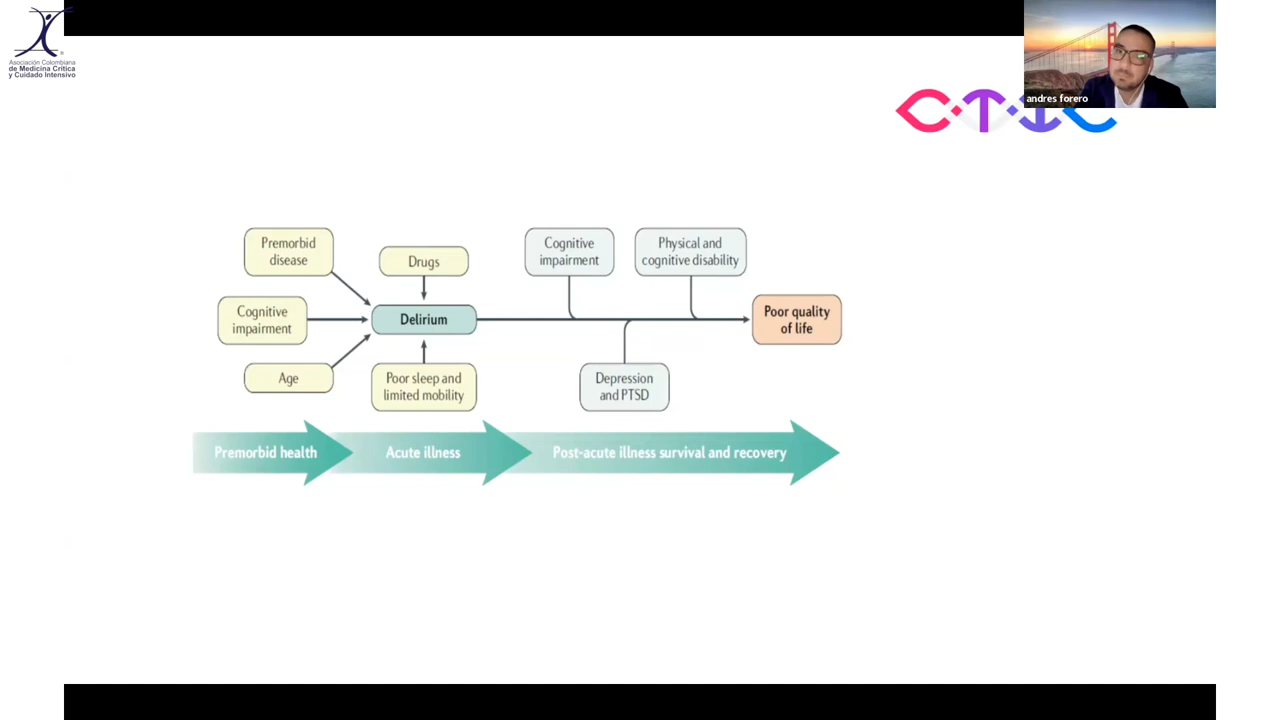 Asociación Colombiana
de Medicina Crítica
y Cuidado Intensivo
andres forero
CTIC
Premorbid
disease
Drugs
Cognitive
impairment
Physical and
cognitive disability
Cognitive
impairment
Delirium
Poor quality
of life
Age
Poor sleep and
limited mobility
Depression
and PTSD
Premorbid health
Acute illness
Post-acute illness survival and recovery